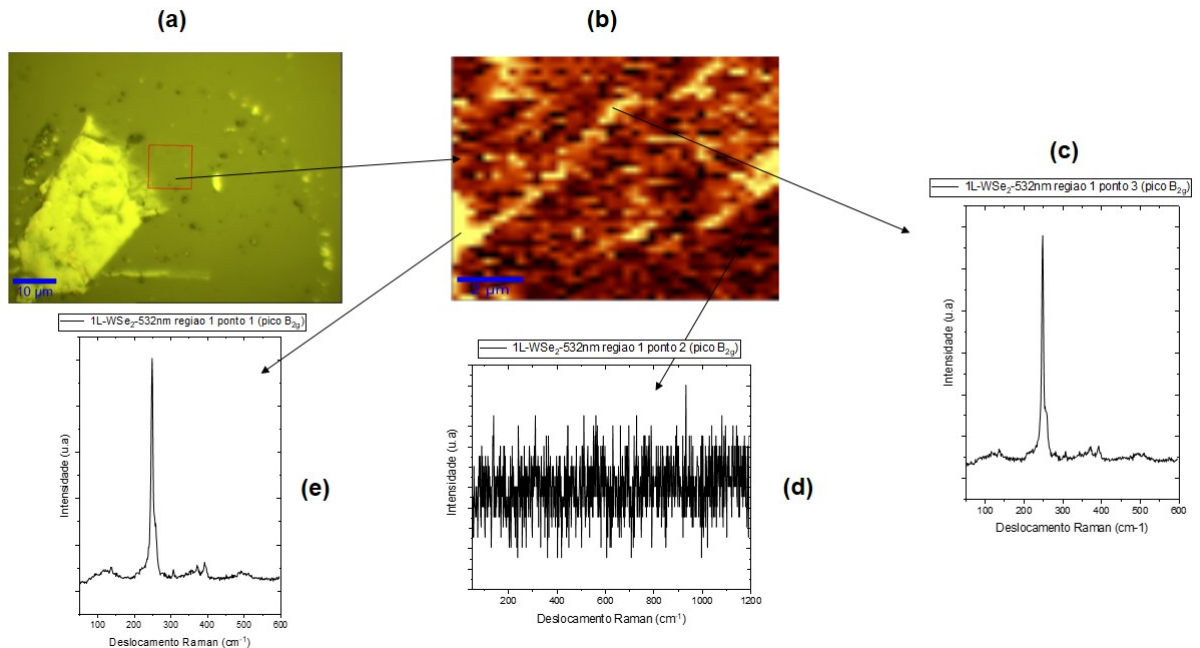 (a)
(b)
10 μm
(c)
1L-WSe2-532nm regiao 1 ponto 3 (pico B2g)
Intensidade (u.a)
100 200 300 400 500 600
Deslocamento Raman (cm-1)
1L-WSe2-532nm regiao 1 ponto 1 (pico B2g)
Intensidade (u.a)
100 200 300 400 500 600
Deslocamento Raman (cm-1)
(e)
1L-WSe2-532nm regiao 1 ponto 2 (pico B2g)
Intensidade (u.a)
200 400 600 800 1000 1200
Deslocamento Raman (cm-1)
(d)